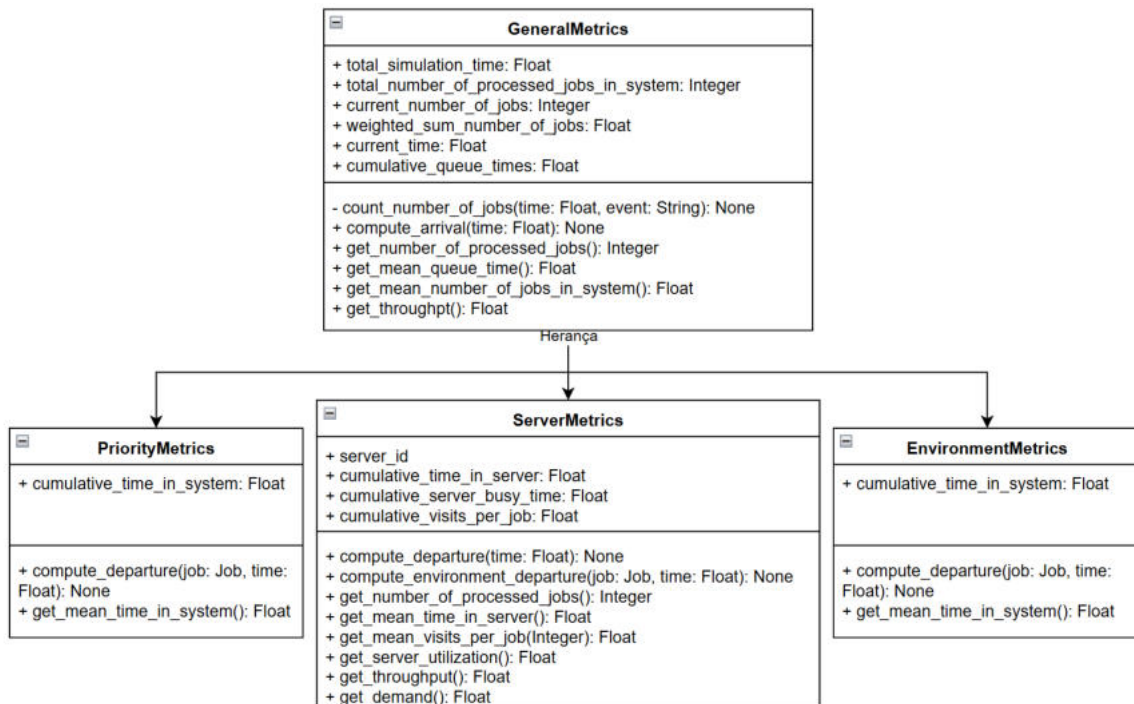 GeneralMetrics
+ total_simulation_time: Float
+ total_number_of_processed_jobs_in_system: Integer
+ current_number_of_jobs: Integer
+ weighted_sum_number_of_jobs: Float
+ current_time: Float
+ cumulative_queue_times: Float
- count_number_of_jobs(time: Float, event: String): None
+ compute_arrival(time: Float): None
+ get_number_of_processed_jobs(): Integer
+ get_mean_queue_time(): Float
+ get_mean_number_of_jobs_in_system(): Float
+ get_throughpt(): Float
Herança
PriorityMetrics
+ cumulative_time_in_system: Float
+ compute_departure(job: Job, time:
Float): None
+ get_mean_time_in_system(): Float
ServerMetrics
+ server_id
+ cumulative_time_in_server: Float
+ cumulative_server_busy_time: Float
+ cumulative_visits_per_job: Float
+ compute_departure(time: Float): None
+ compute_environment_departure(job: Job, time: Float): None
+ get_number_of_processed_jobs(): Integer
+ get_mean_time_in_server(): Float
+ get_mean_visits_per_job(Integer): Float
+ get_server_utilization(): Float
+ get_throughput(): Float
+ get_demand(): Float
EnvironmentMetrics
+ cumulative_time_in_system: Float
+ compute_departure(job: Job, time:
Float): None
+ get_mean_time_in_system(): Float